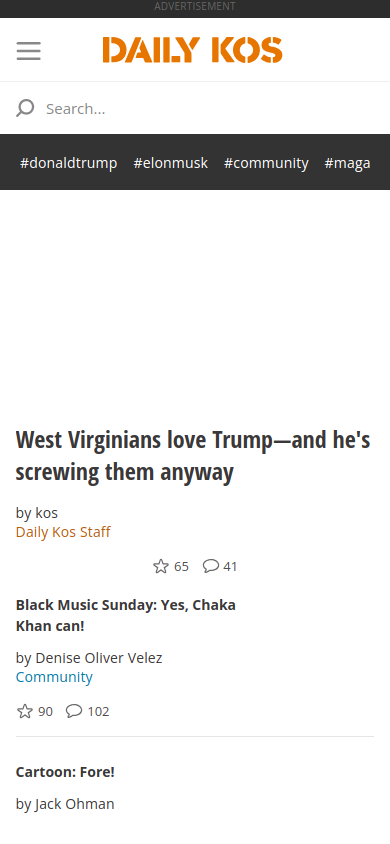 ADVERTISEMENT
DAILY KOS
Search...
#donaldtrump #elonmusk #community #maga
West Virginians love Trump—and he's
screwing them anyway
by kos
Daily Kos Staff
65 41
Black Music Sunday: Yes, Chaka
Khan can!
by Denise Oliver Velez
Community
90 102
Cartoon: Fore!
by Jack Ohman